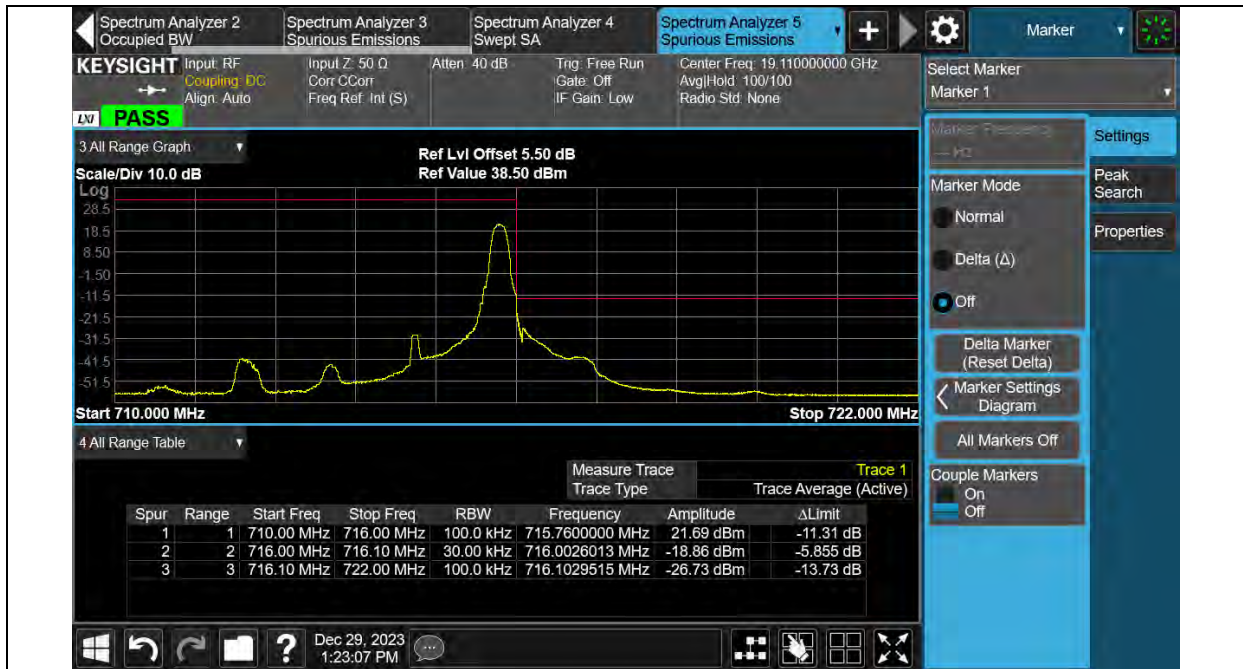 Spectrum Analyzer 2
Occupied BW
Spectrum Analyzer 3
Spurious Emissions
Spectrum Analyzer 4
Swept SA
Spectrum Analyzer 5
Spurious Emissions
+
Marker
KEYSIGHT
Input: RF
Coupling: DC
Align: Auto
Input Z: 50 Ω
Corr CCorr
Freq Ref: Int (S)
Atten: 40 dB
Trig: Free Run
Gate: Off
IF Gain: Low
Center Freq: 19.110000000 GHz
Avg|Hold: 100/100
Radio Std: None
LXI
PASS
Select Marker
Marker 1
Marker Frequency
--- Hz
Settings
Peak
Search
Properties
Marker Mode
Normal
Delta (Δ)
Off
Delta Marker
(Reset Delta)
Marker Settings
Diagram
All Markers Off
Couple Markers
On
Off
3 All Range Graph
Scale/Div 10.0 dB
Ref Lvl Offset 5.50 dB
Ref Value 38.50 dBm
Log
28.5
18.5
8.50
-1.50
-11.5
-21.5
-31.5
-41.5
-51.5
Start 710.000 MHz
Stop 722.000 MHz
4 All Range Table
Measure Trace Trace 1
Trace Type Trace Average (Active)
Spur Range Start Freq Stop Freq RBW Frequency Amplitude ΔLimit
1 1 710.00 MHz 716.00 MHz 100.0 kHz 715.7600000 MHz 21.69 dBm -11.31 dB
2 2 716.00 MHz 716.10 MHz 30.00 kHz 716.0026013 MHz -18.86 dBm -5.855 dB
3 3 716.10 MHz 722.00 MHz 100.0 kHz 716.1029515 MHz -26.73 dBm -13.73 dB
?
Dec 29, 2023
1:23:07 PM